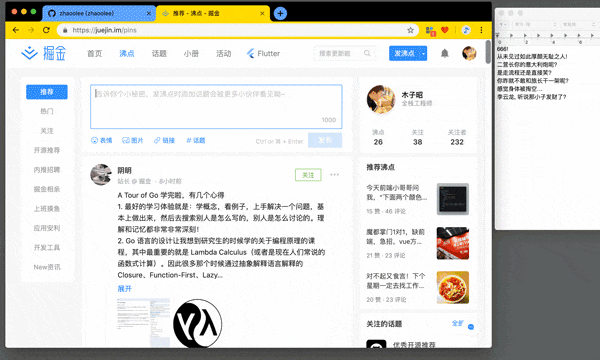 zhaoolee (zhaoolee)
推荐 - 沸点 - 掘金
https://juejin.im/pins
掘金
首页
沸点
话题
小册
活动
Flutter
搜索更新啦
发沸点
推荐
热门
关注
开源推荐
内推招聘
掘金相亲
上班摸鱼
应用安利
开发工具
New资讯
告诉你个小秘密，发沸点时添加话题会被更多小伙伴看见呦~
1000
表情
图片
链接
# 话题
Ctrl or ⌘ + Enter
发布
阴明
站长 @ 掘金 · 8小时前
关注
A Tour of Go 学完啦，有几个心得
1. 最好的学习体验就是：学概念，看例子，上手解决一个问题，基
本上做出来，然后去搜索别人是怎么写的，别人是怎么讨论的。理
解和记忆都非常非常深刻！
2. Go 语言的设计让我想到研究生的时候学的关于编程原理的课
程，其中最重要的就是 Lambda Calculus（或者是现在人们常说的
函数式计算）。因此很多那个时候通过抽象解释语言解释的
Closure、Function-First、Lazy...
展开
木子昭
全栈工程师
沸点
关注
关注者
26
38
232
推荐沸点
今天前端小哥哥问
我，“下面两个颜色...
15 赞 · 46 评论
魔都掌门1对1，缺前
端，急招，vue方...
21 赞 · 23 评论
对不起又食言！下个
星期一定去找工作...
20 赞 · 23 评论
关注的话题
全部
优秀开源推荐
666!
从未见过如此厚颜无耻之人!
二营长你的意大利炮呢?
是走流程还是直接笑?
你咋就不敢和旅长干一架呢?
感觉身体被掏空...
李云龙, 听说那小子发财了?